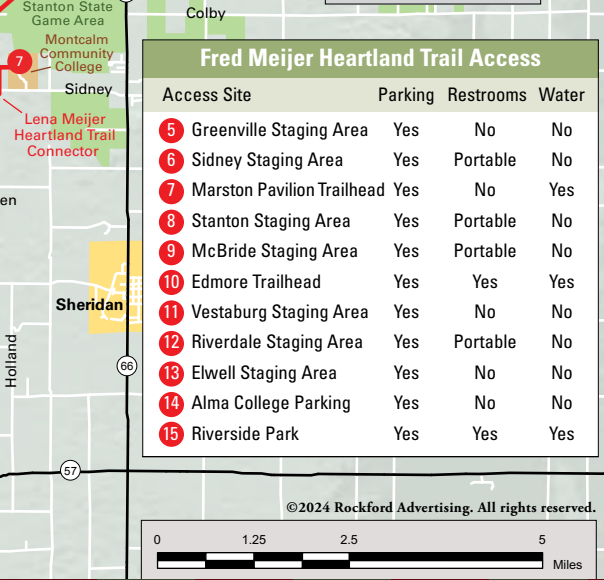 Stanton State
Game Area
Colby
Montcalm
Community
College
7
Sidney
Lena Meijer
Heartland Trail
Connector
en
Sheridan
Holland
66
57
Fred Meijer Heartland Trail Access
Access Site Parking Restrooms Water
5 Greenville Staging Area Yes No No
6 Sidney Staging Area Yes Portable No
7 Marston Pavilion Trailhead Yes No Yes
8 Stanton Staging Area Yes Portable No
9 McBride Staging Area Yes Portable No
10 Edmore Trailhead Yes Yes Yes
11 Vestaburg Staging Area Yes No No
12 Riverdale Staging Area Yes Portable No
13 Elwell Staging Area Yes No No
14 Alma College Parking Yes No No
15 Riverside Park Yes Yes Yes
©2024 Rockford Advertising. All rights reserved.
0 1.25 2.5 5
Miles